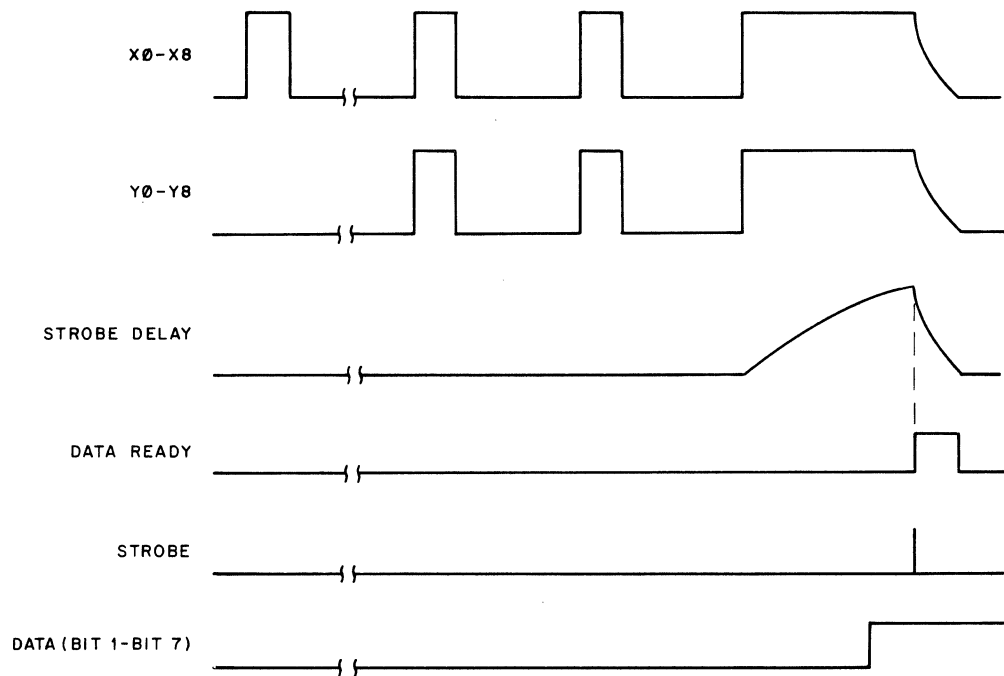 XØ-X8
YØ-Y8
STROBE DELAY
DATA READY
STROBE
DATA (BIT 1-BIT 7)